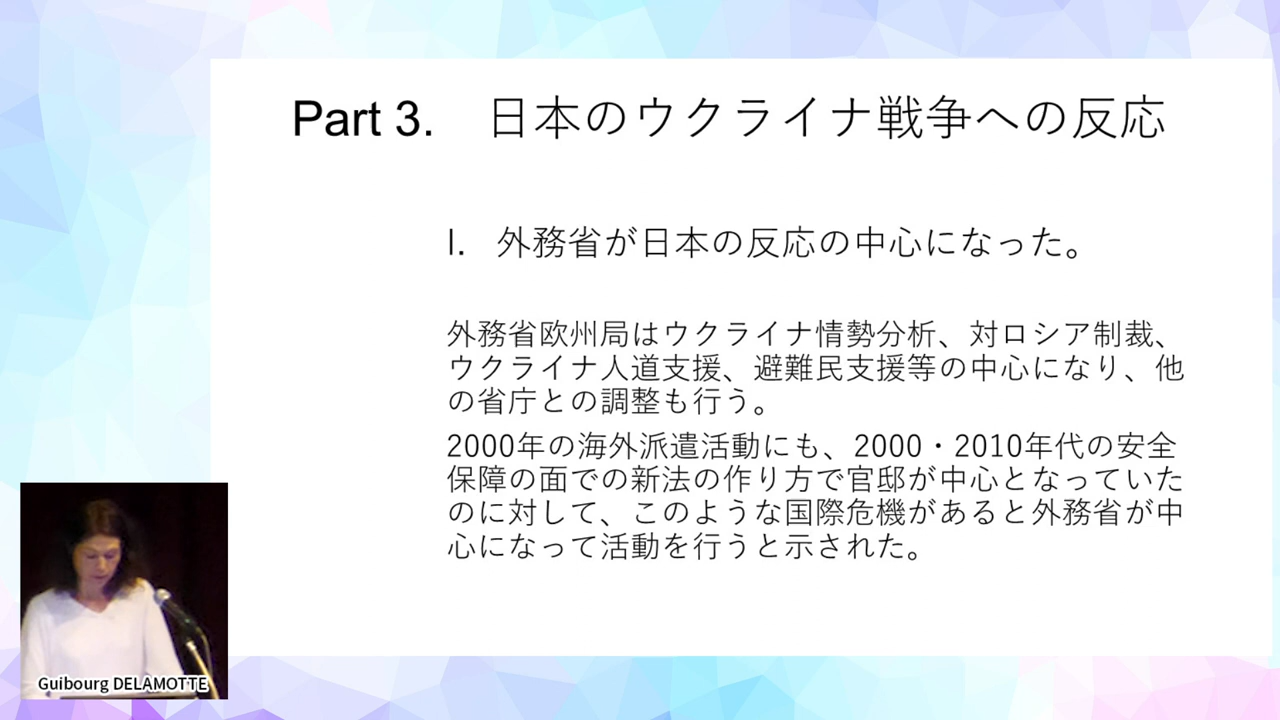 Part 3. 日本のウクライナ戦争への反応
I. 外務省が日本の反応の中心になった。
外務省欧州局はウクライナ情勢分析、対ロシア制裁、
ウクライナ人道支援、避難民支援等の中心になり、他
の省庁との調整も行う。
2000年の海外派遣活動にも、2000・2010年代の安全
保障の面での新法の作り方で官邸が中心となっていた
のに対して、このような国際危機があると外務省が中
心になって活動を行うと示された。
Guibourg DELAMOTTE